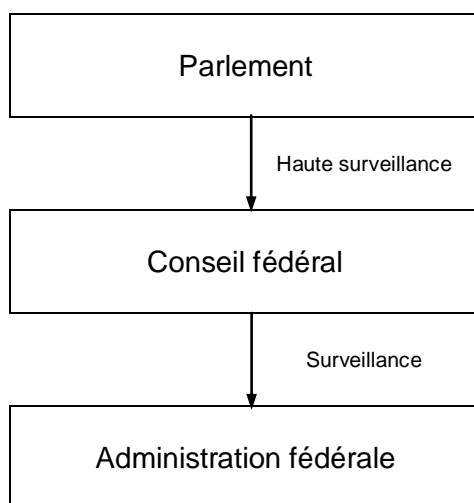 Parlement
Haute surveillance
Conseil fédéral
Surveillance
Administration fédérale